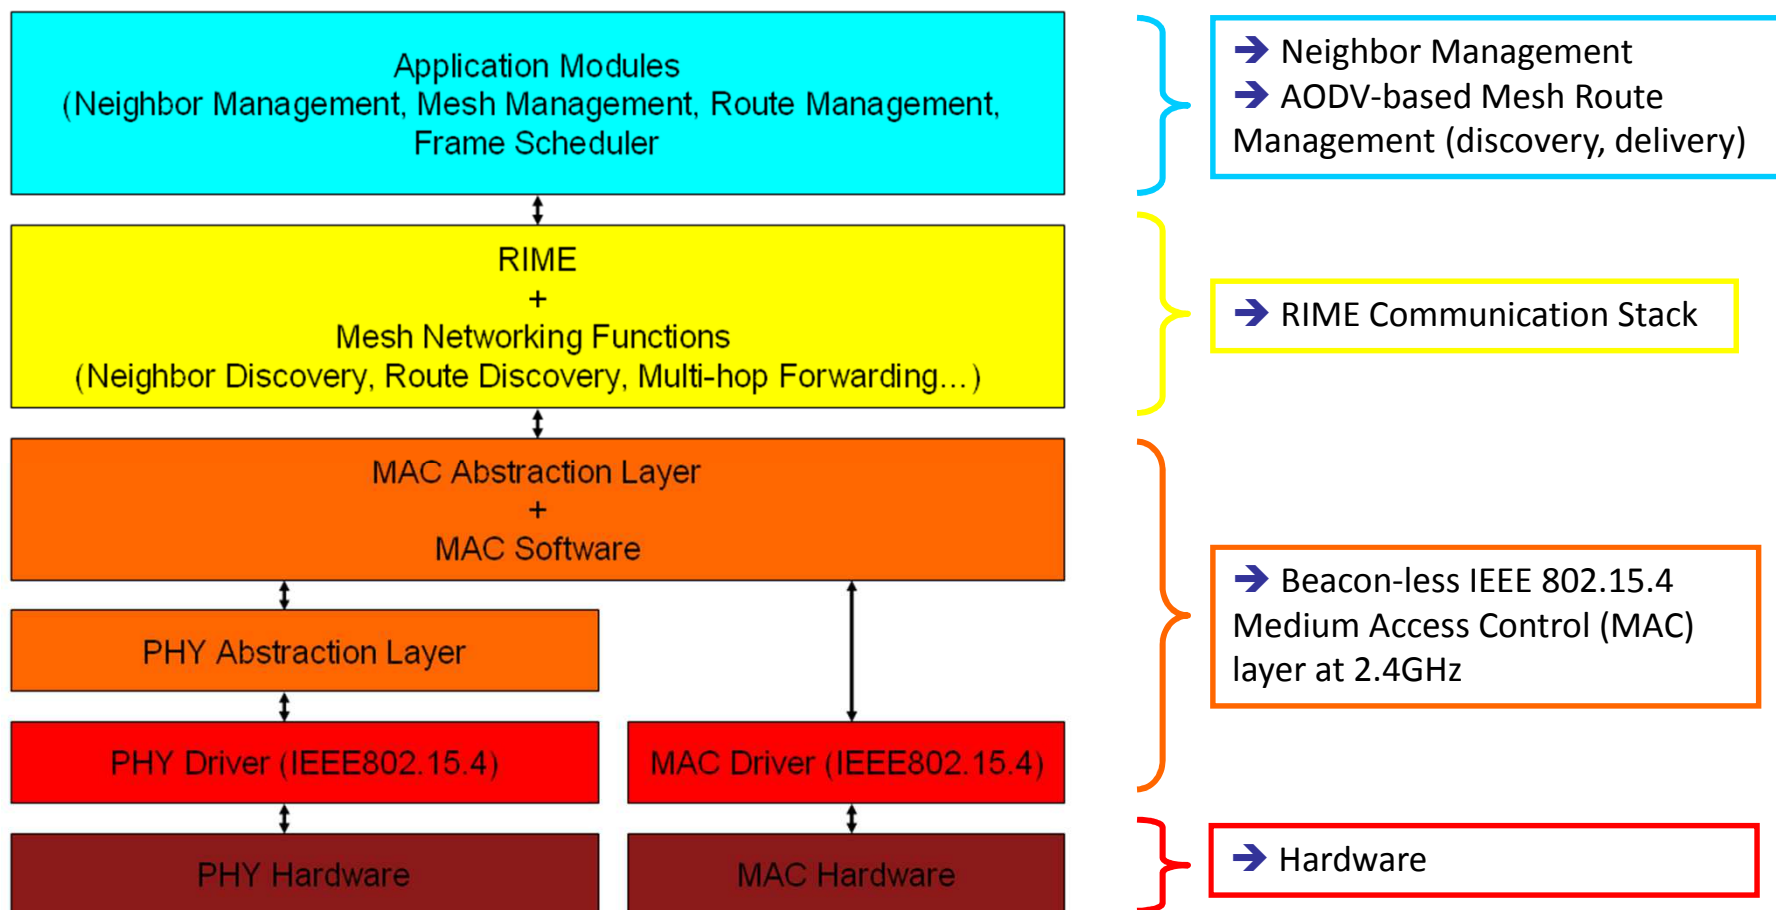 Application Modules
(Neighbor Management, Mesh Management, Route Management,
Frame Scheduler
➔ Neighbor Management
➔ AODV-based Mesh Route
Management (discovery, delivery)
RIME
+
Mesh Networking Functions
(Neighbor Discovery, Route Discovery, Multi-hop Forwarding…)
➔ RIME Communication Stack
MAC Abstraction Layer
+
MAC Software
PHY Abstraction Layer
PHY Driver (IEEE802.15.4)
MAC Driver (IEEE802.15.4)
➔ Beacon-less IEEE 802.15.4
Medium Access Control (MAC)
layer at 2.4GHz
PHY Hardware
MAC Hardware
➔ Hardware